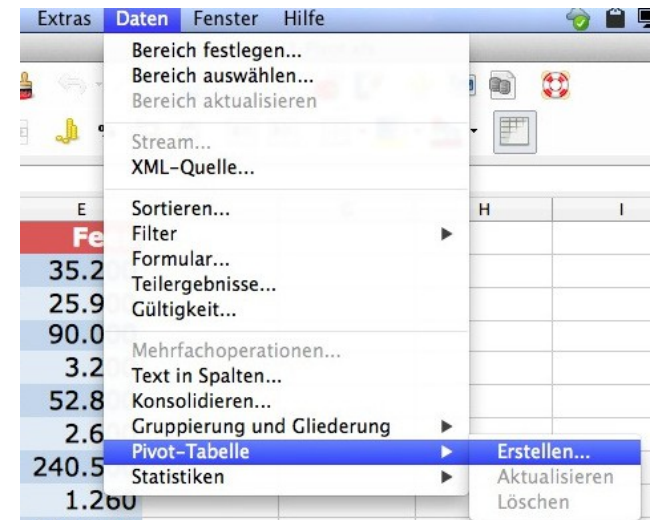 Extras Daten Fenster Hilfe
Bereich festlegen...
Bereich auswählen...
Bereich aktualisieren
Stream...
XML-Quelle...
E H I
Sortieren...
Filter
Formular...
Teilergebnisse...
Gültigkeit...
Mehrfachoperationen...
Text in Spalten...
Konsolidieren...
Gruppierung und Gliederung
Pivot-Tabelle
Statistiken
Erstellen...
Aktualisieren
Löschen
Fe
35.2
25.9
90.0
3.2
52.8
2.6
240.5
1.260